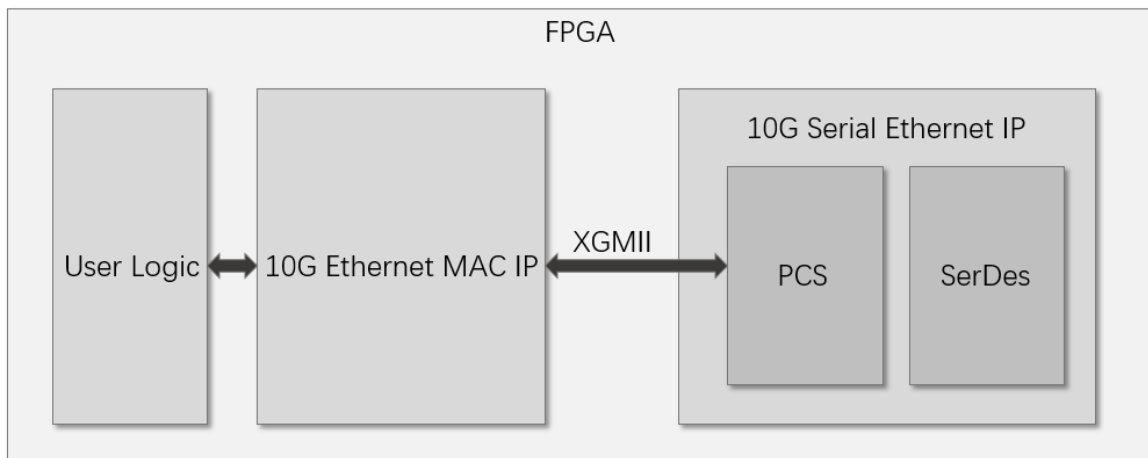 FPGA
10G Serial Ethernet IP
XGMII
User Logic
10G Ethernet MAC IP
PCS
SerDes